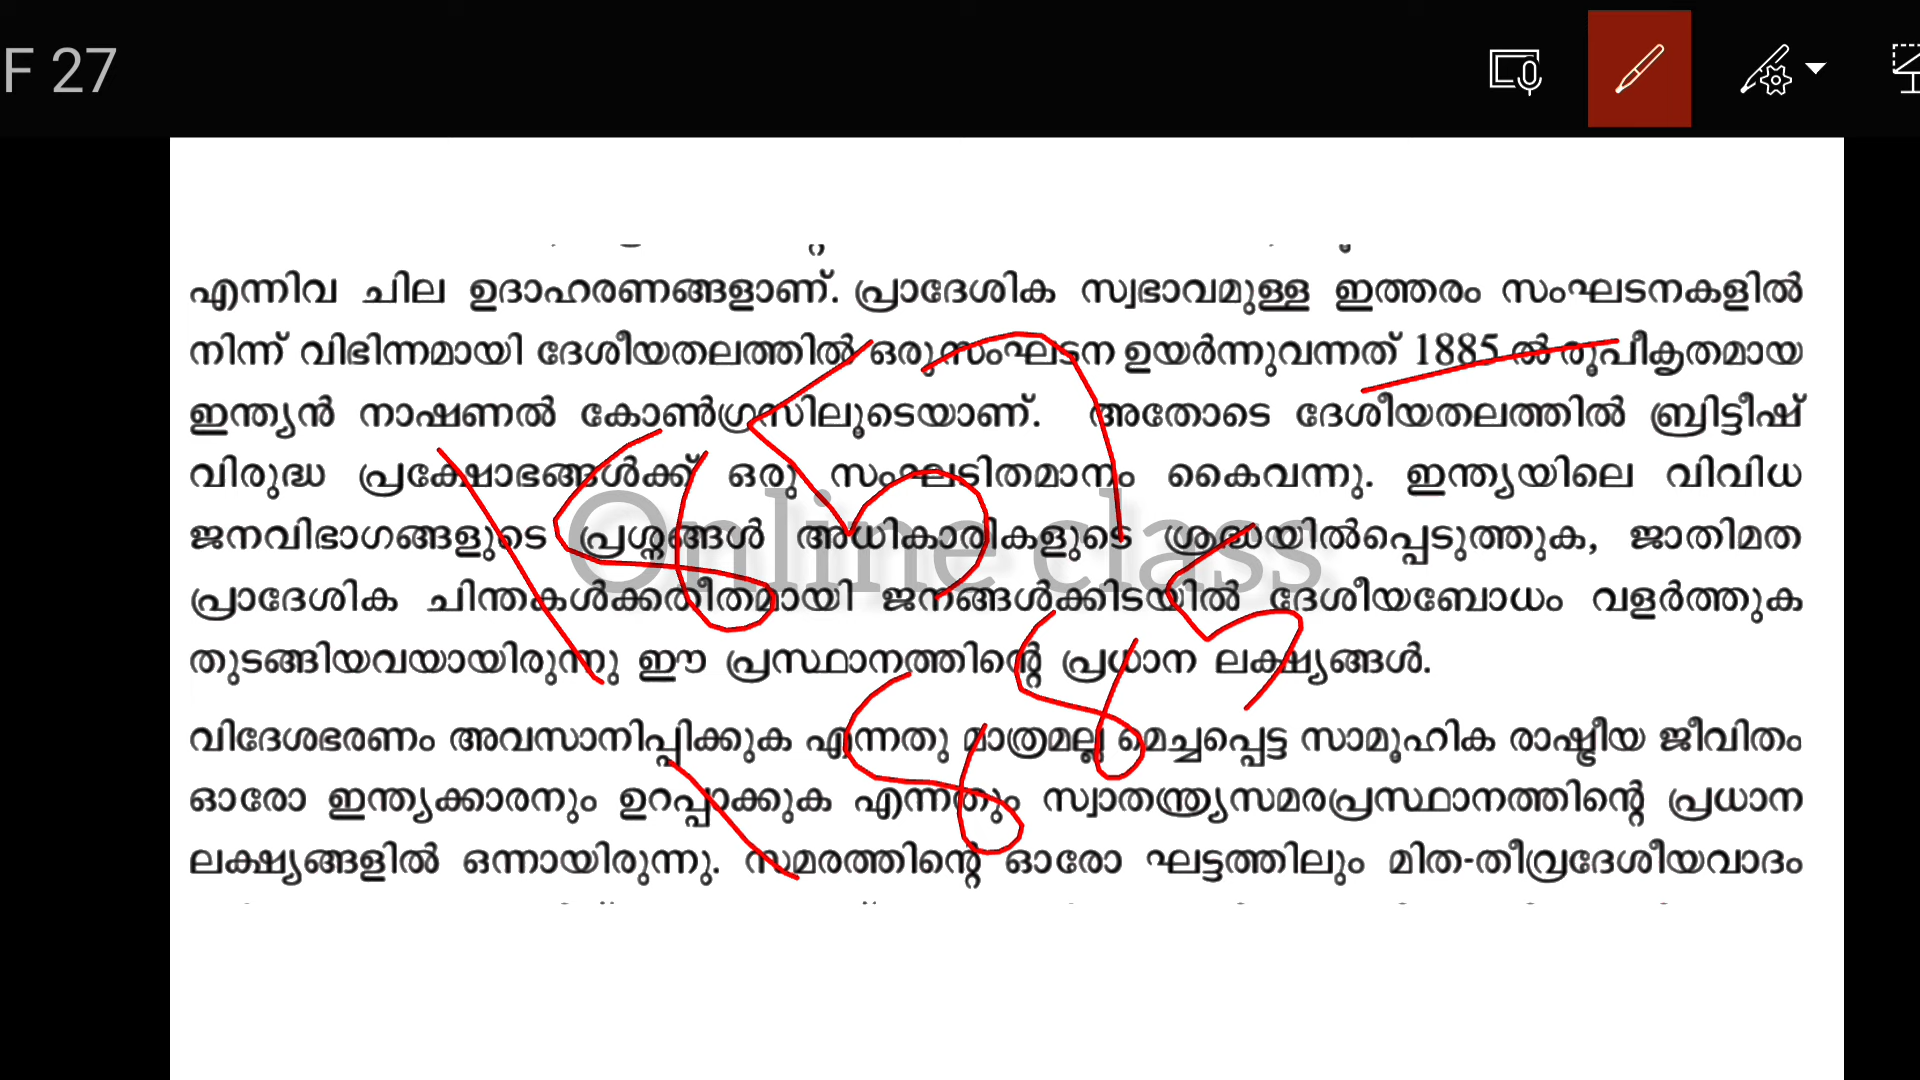 F 27
എന്നിവ ചില ഉദാഹരണങ്ങളാണ്. പ്രാദേശിക സ്വഭാവമുള്ള ഇത്തരം സംഘടനകളിൽ
നിന്ന് വിഭിന്നമായി ദേശീയതലത്തിൽ ഒരുസംഘടന ഉയർന്നുവന്നത് 1885 ൽ രൂപീകൃതമായ
ഇന്ത്യൻ നാഷണൽ കോൺഗ്രസിലൂടെയാണ്. അതോടെ ദേശീയതലത്തിൽ ബ്രിട്ടീഷ്
വിരുദ്ധ പ്രക്ഷോഭങ്ങൾക്ക് ഒരു സംഘടിതമാനം കൈവന്നു. ഇന്ത്യയിലെ വിവിധ
ജനവിഭാഗങ്ങളുടെ പ്രശ്നങ്ങൾ അധികാരികളുടെ ശ്രദ്ധയിൽപ്പെടുത്തുക, ജാതിമത
Online class
പ്രാദേശിക ചിന്തകൾക്കതീതമായി ജനങ്ങൾക്കിടയിൽ ദേശീയബോധം വളർത്തുക
തുടങ്ങിയവയായിരുന്നു ഈ പ്രസ്ഥാനത്തിന്റെ പ്രധാന ലക്ഷ്യങ്ങൾ.
1885
വിദേശഭരണം അവസാനിപ്പിക്കുക എന്നതു മാത്രമല്ല മെച്ചപ്പെട്ട സാമൂഹിക രാഷ്ട്രീയ ജീവിതം
ഓരോ ഇന്ത്യക്കാരനും ഉറപ്പാക്കുക എന്നതും സ്വാതന്ത്ര്യസമരപ്രസ്ഥാനത്തിന്റെ പ്രധാന
ലക്ഷ്യങ്ങളിൽ ഒന്നായിരുന്നു. സമരത്തിന്റെ ഓരോ ഘട്ടത്തിലും മിത-തീവ്രദേശീയവാദം